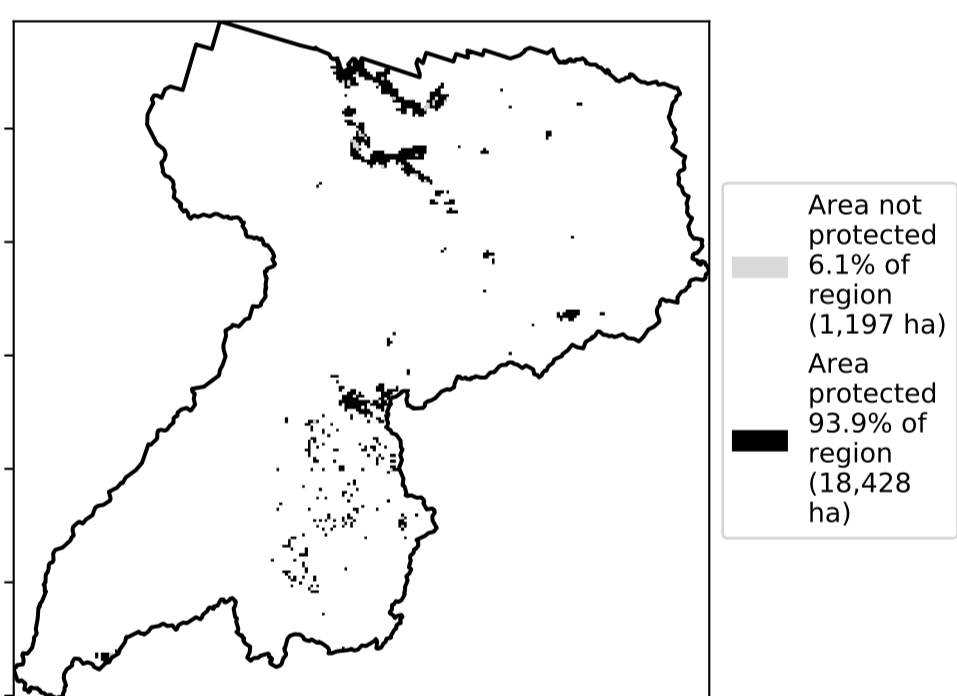 Area not
protected
6.1% of
region
(1,197 ha)
Area
protected
93.9% of
region
(18,428
ha)